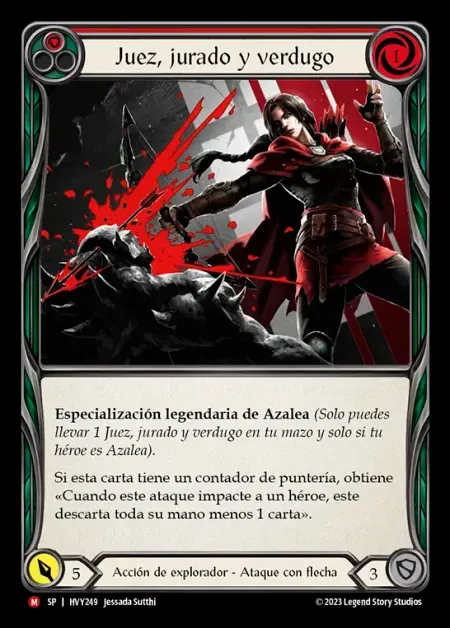 Juez, jurado y verdugo
I
Especialización legendaria de Azalea (Solo puedes
llevar 1 Juez, jurado y verdugo en tu mazo y solo si tu
héroe es Azalea).
Si esta carta tiene un contador de puntería, obtiene
«Cuando este ataque impacte a un héroe, este
descarta toda su mano menos 1 carta».
5
Acción de explorador - Ataque con flecha
3
M SP | HVY249 Jessada Sutthi
© 2023 Legend Story Studios